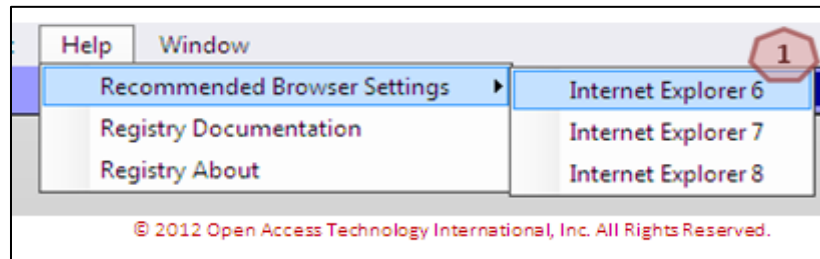 Help Window
1
Recommended Browser Settings Internet Explorer 6
Registry Documentation Internet Explorer 7
Registry About Internet Explorer 8
© 2012 Open Access Technology International, Inc. All Rights Reserved.